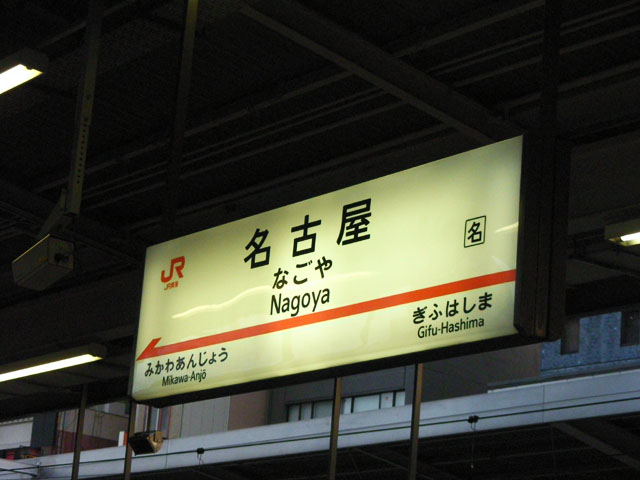 JR
JR東海
名古屋
名
なごや
Nagoya
みかわあんじょう
Mikawa-Anjō
ぎふはしま
Gifu-Hashima